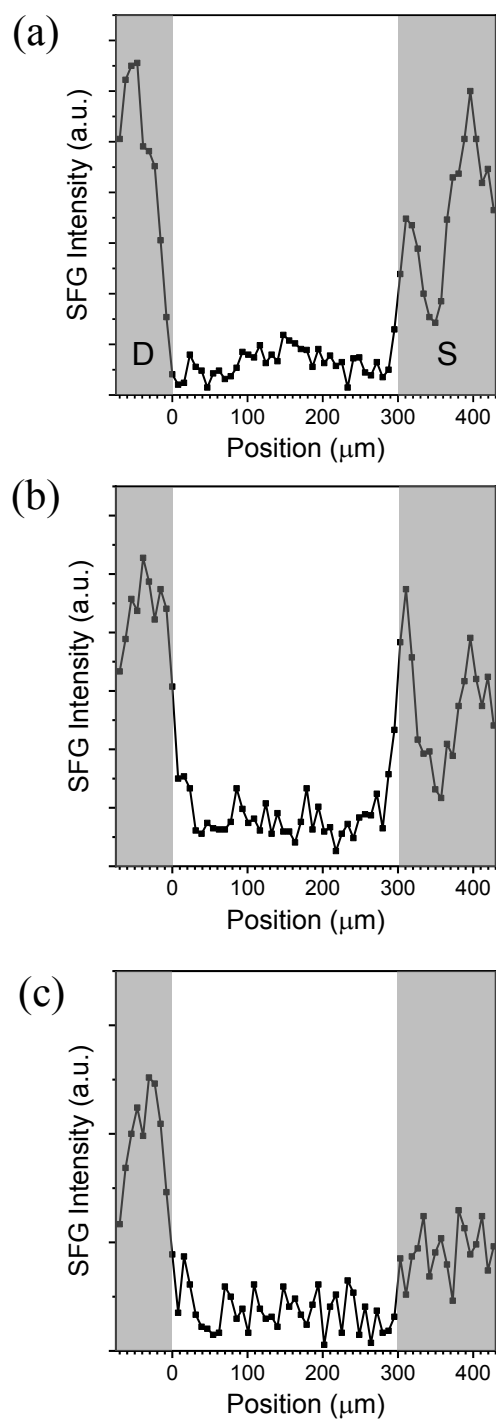 (a)
SFG Intensity (a.u.)
D
S
0 100 200 300 400
Position (μm)
(b)
SFG Intensity (a.u.)
0 100 200 300 400
Position (μm)
(c)
SFG Intensity (a.u.)
0 100 200 300 400
Position (μm)